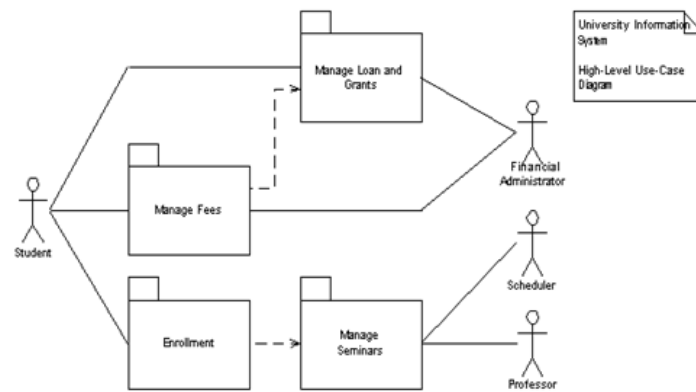 University Information
System
High-Level Use-Case
Diagram
Manage Loan and
Grants
Financial
Administrator
Manage Fees
Student
Scheduler
Enrollment
Manage
Seminars
Professor